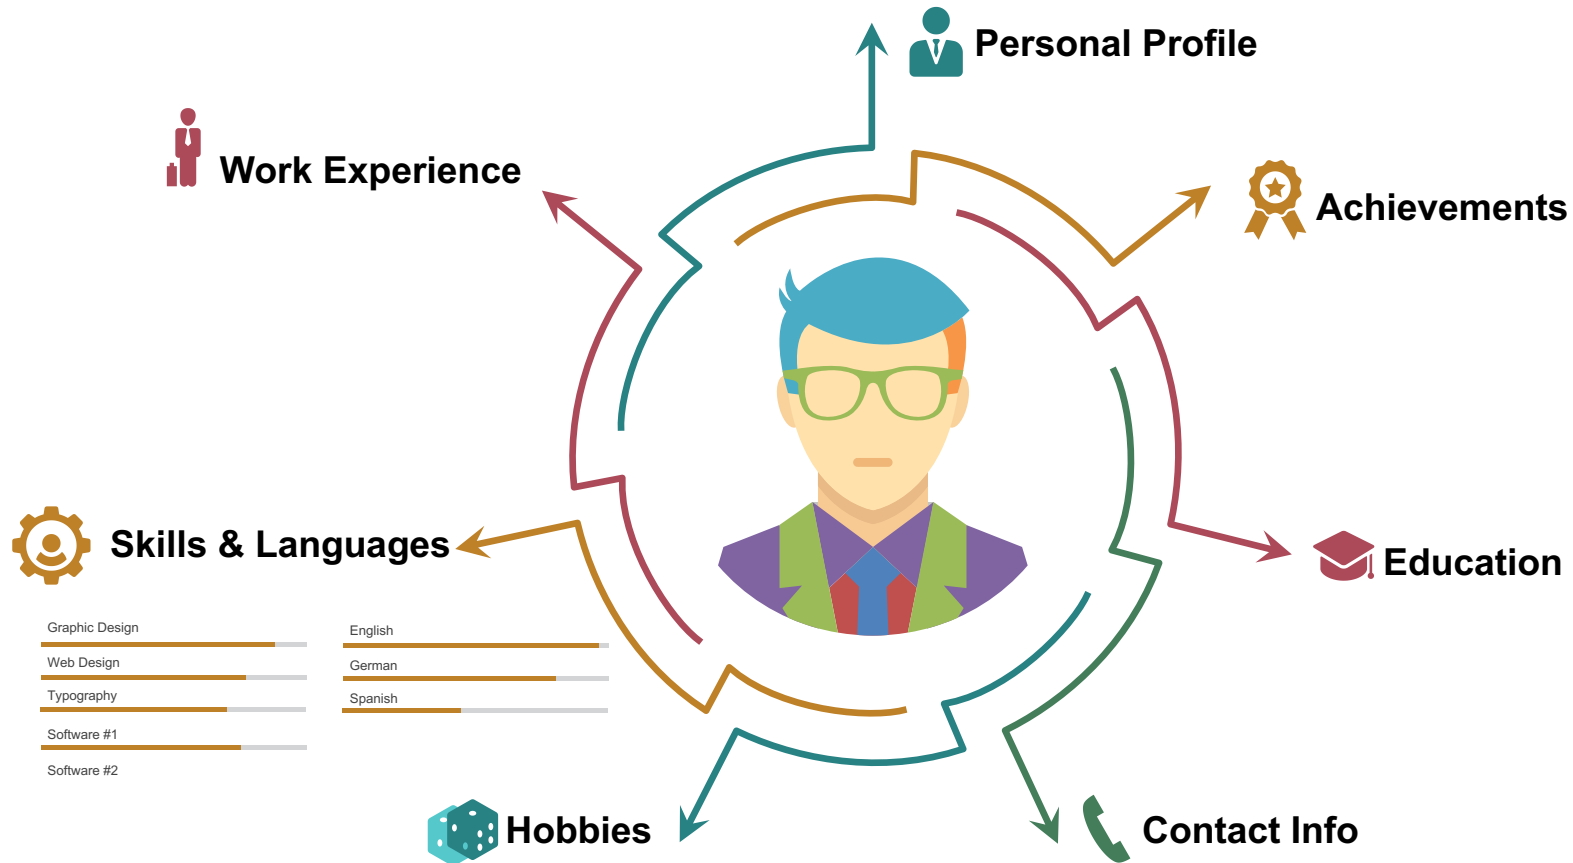 Personal Profile
Work Experience
Achievements
Skills & Languages
Education
Graphic Design
English
Web Design
German
Typography
Spanish
Software #1
Software #2
Hobbies
Contact Info